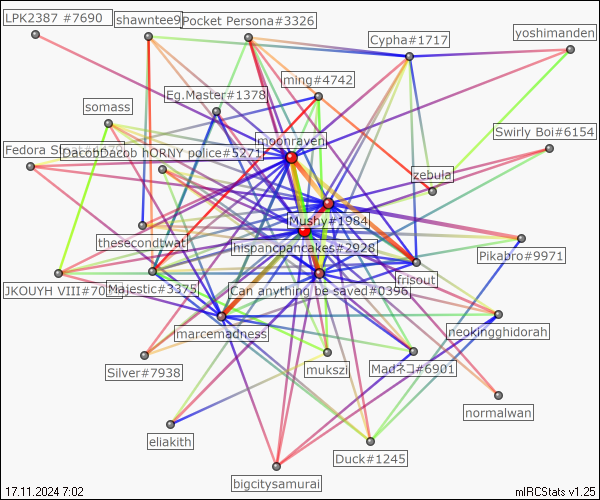 LPK2387 #7690
shawntee9
Pocket Persona#3326
Cypha#1717
yoshimanden
ming#4742
Eg.Master#1378
somass
moonraven
Swirly Boi#6154
Fedora
DacobDacob hORNY police#5271
zebula
Mushy#1984
thesecondtwat
hispancpancakes#2928
Pikabro#9971
frisout
JKOUYH VIII#70
Majestic#3375
Can anything be saved#0396
marcemadness
neokingghidorah
Silver#7938
mukszi
Madネコ#6901
normalwan
eliakith
Duck#1245
bigcitysamurai
17.11.2024 7:02
mIRCStats v1.25